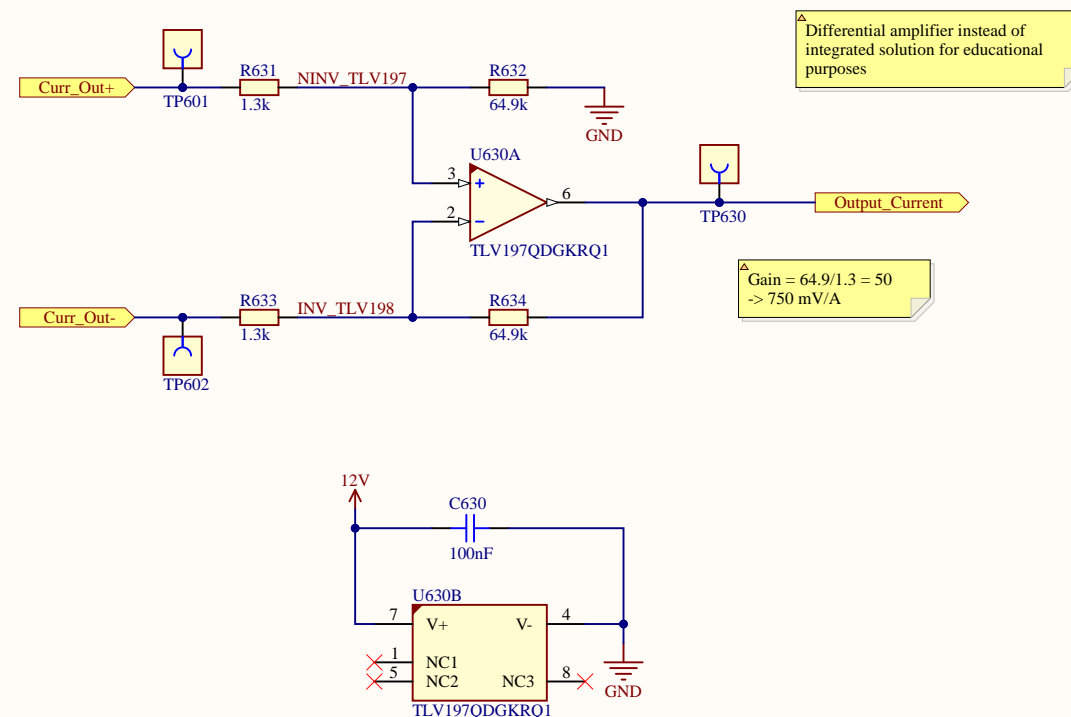 Differential amplifier instead of
integrated solution for educational
purposes
Curr_Out+
TP601
R631
1.3k
NINV_TLV197
R632
64.9k
GND
U630A
3
+
2
-
6
TLV197QDGKRQ1
TP630
Output_Current
Gain = 64.9/1.3 = 50
-> 750 mV/A
Curr_Out-
TP602
R633
1.3k
INV_TLV198
R634
64.9k
12V
C630
100nF
U630B
7
V+
V-
4
1
NC1
5
NC2
NC3
8
GND
TLV197QDGKRQ1